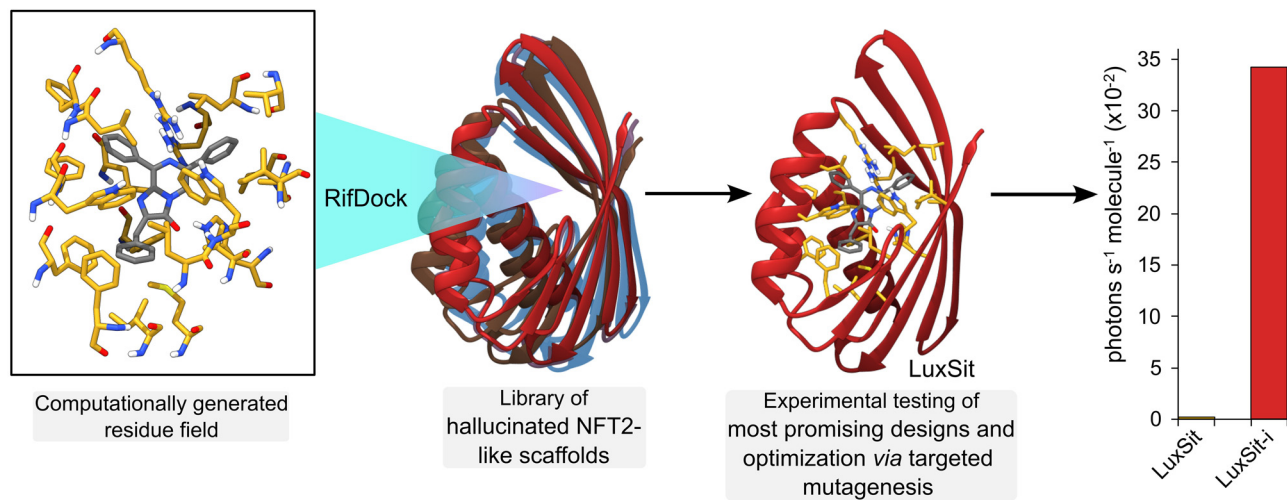 RifDock
Computationally generated
residue field
Library of
hallucinated NFT2-
like scaffolds
LuxSit
Experimental testing of
most promising designs and
optimization via targeted
mutagenesis
photons s⁻¹ molecule⁻¹ (x10⁻²)
35
30
25
20
15
10
5
0
LuxSit
LuxSit-i